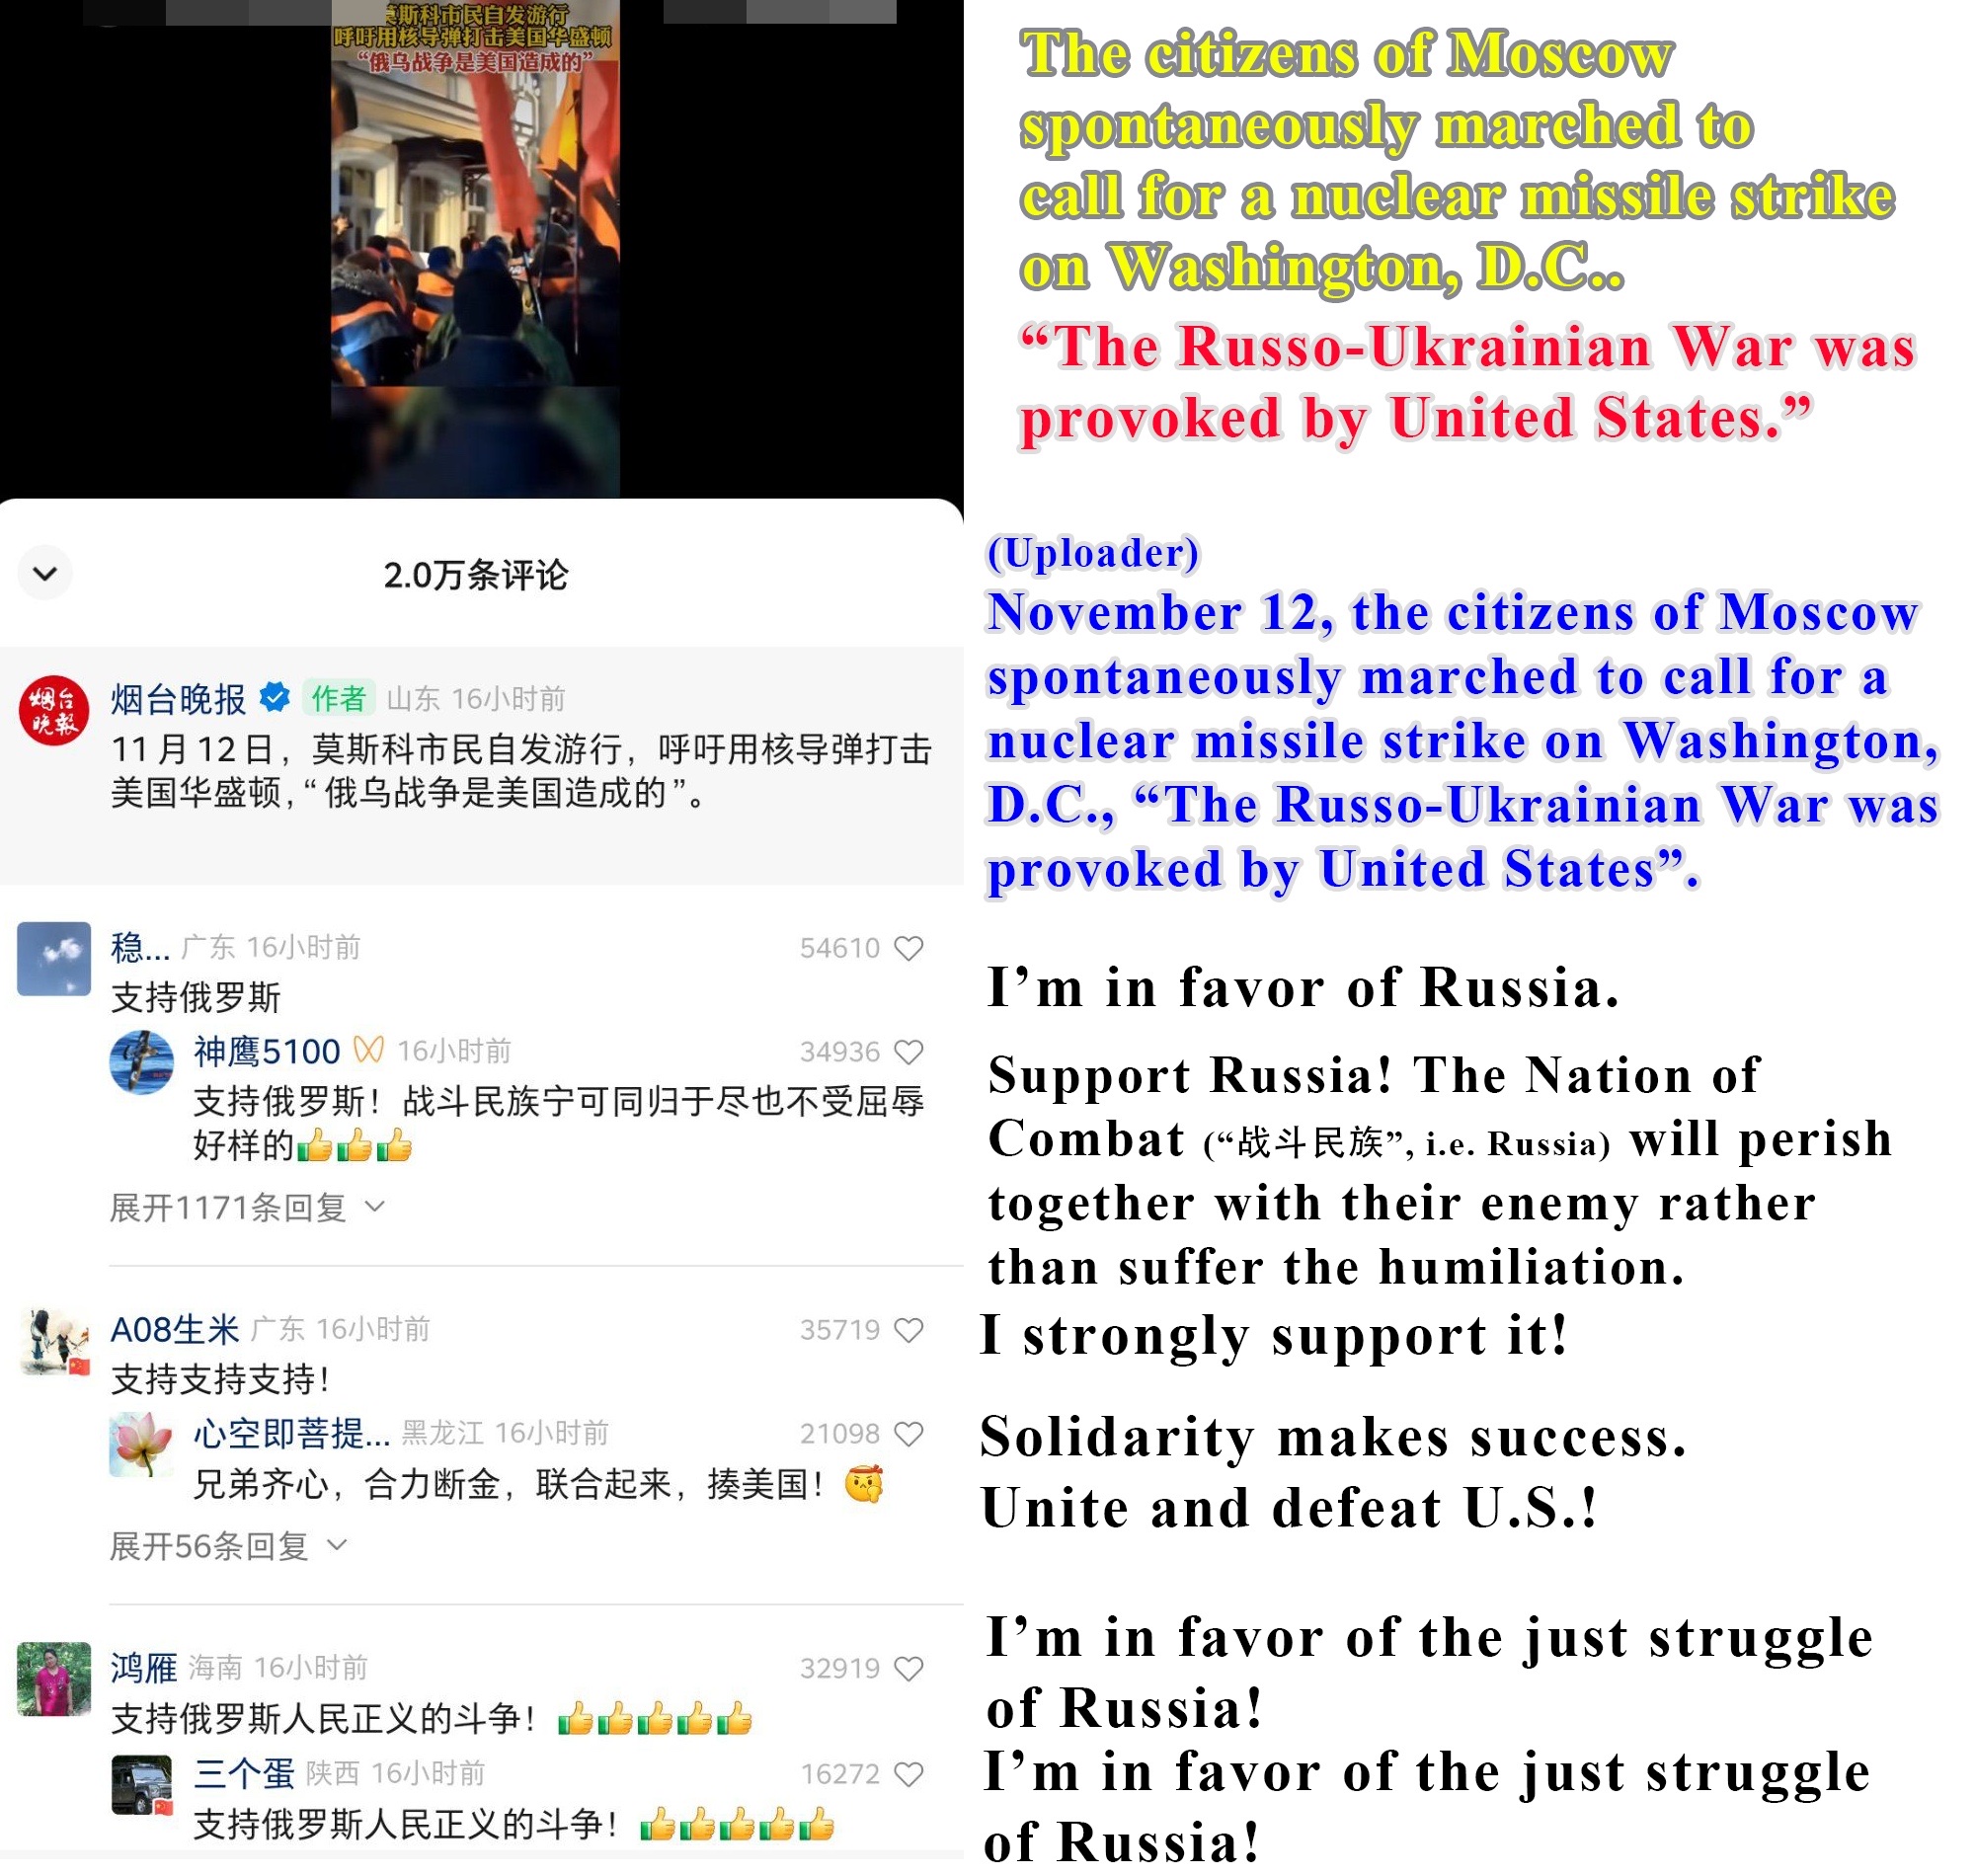 莫斯科市民自发游行
呼吁用核导弹打击美国华盛顿
“俄乌战争是美国造成的”
2.0万条评论
烟台晚报 作者 山东 16小时前
烟台
晚報
11月12日，莫斯科市民自发游行，呼吁用核导弹打击
美国华盛顿，“俄乌战争是美国造成的”。
稳... 广东 16小时前 54610
支持俄罗斯
神鹰5100 16小时前 34936
支持俄罗斯！战斗民族宁可同归于尽也不受屈辱
好样的👍👍👍
展开1171条回复
A08生米 广东 16小时前 35719
支持支持支持！
心空即菩提... 黑龙江 16小时前 21098
兄弟齐心，合力断金，联合起来，揍美国！
展开56条回复
鸿雁 海南 16小时前 32919
支持俄罗斯人民正义的斗争！👍👍👍👍👍
三个蛋 陕西 16小时前 16272
支持俄罗斯人民正义的斗争！👍👍👍👍👍
The citizens of Moscow
spontaneously marched to
call for a nuclear missile strike
on Washington, D.C..
“The Russo-Ukrainian War was
provoked by United States.”
(Uploader)
November 12, the citizens of Moscow
spontaneously marched to call for a
nuclear missile strike on Washington,
D.C., “The Russo-Ukrainian War was
provoked by United States”.
I’m in favor of Russia.
Support Russia! The Nation of
Combat (“战斗民族”, i.e. Russia) will perish
together with their enemy rather
than suffer the humiliation.
I strongly support it!
Solidarity makes success.
Unite and defeat U.S.!
I’m in favor of the just struggle
of Russia!
I’m in favor of the just struggle
of Russia!